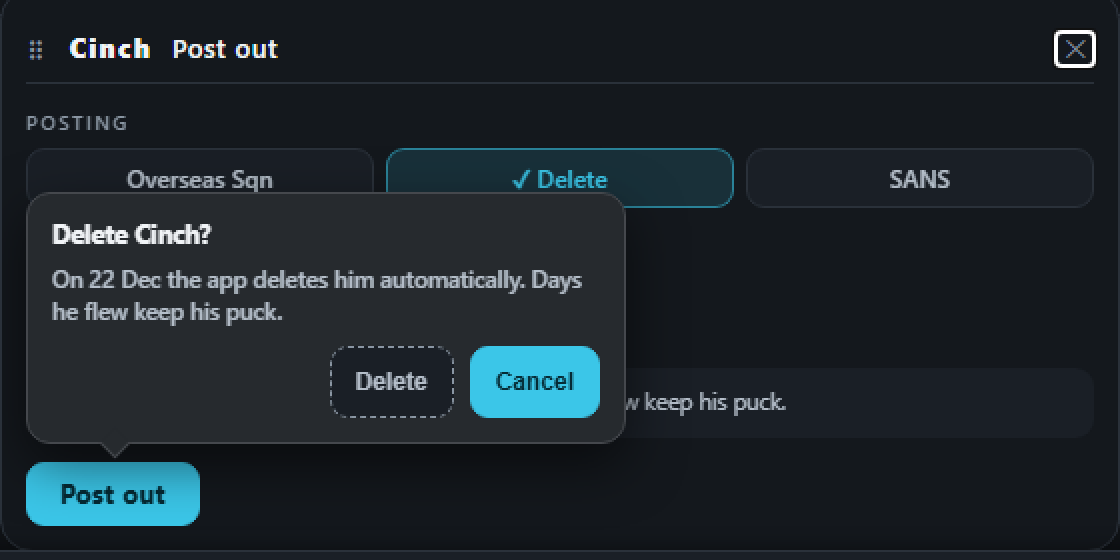 Cinch Post out
POSTING
Overseas Sqn
✓ Delete
SANS
Delete Cinch?
On 22 Dec the app deletes him automatically. Days
he flew keep his puck.
Delete
Cancel
keep his puck.
Post out